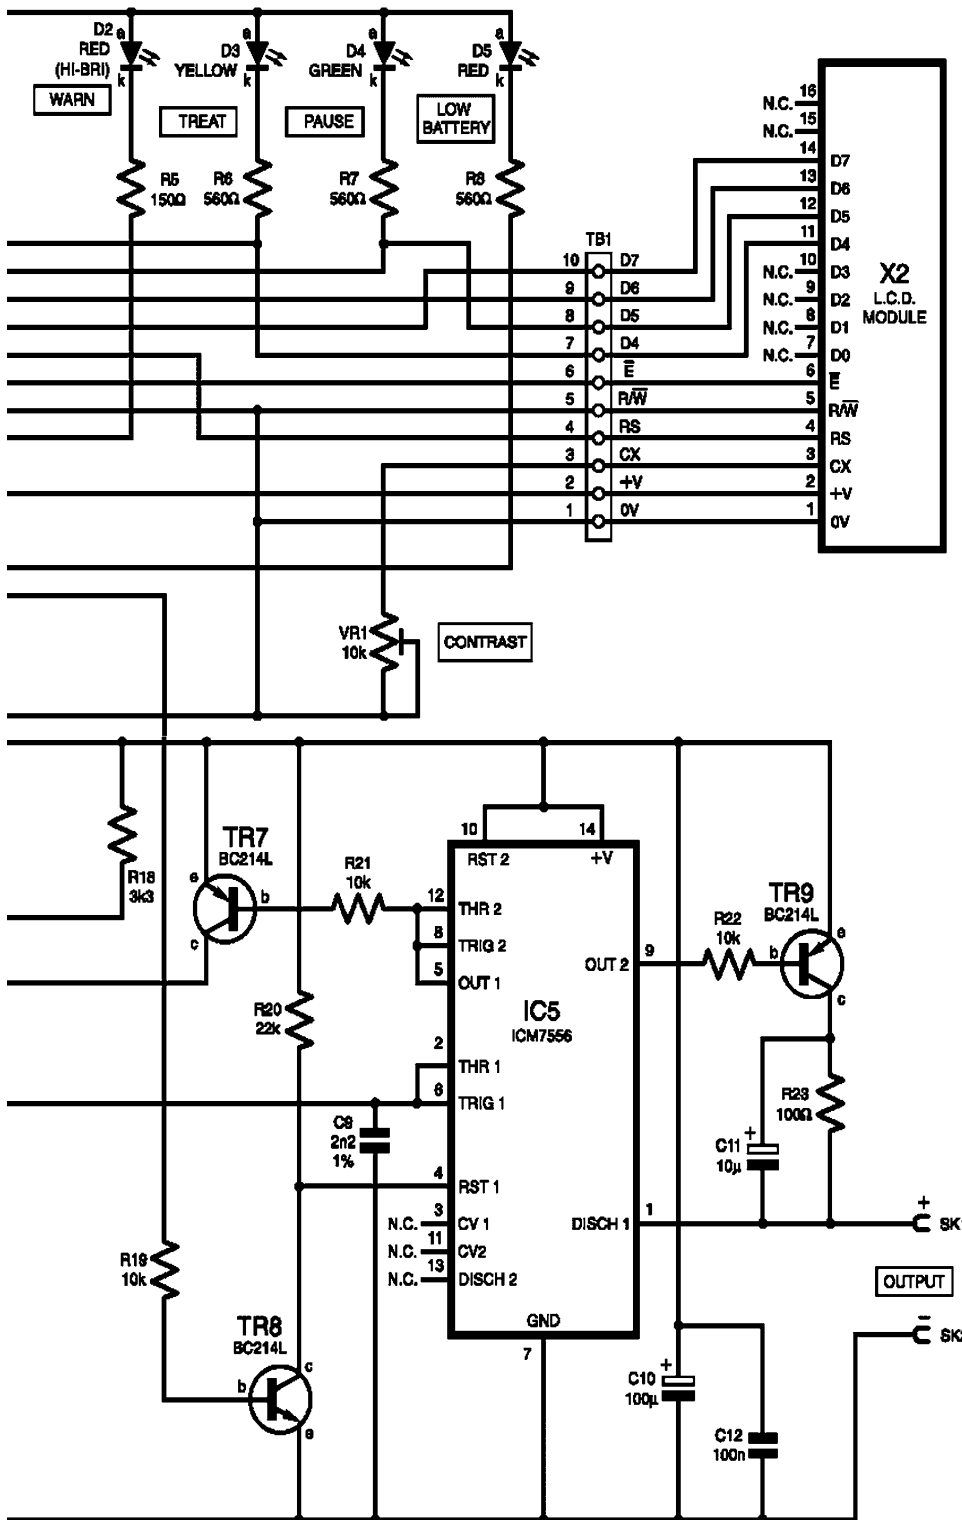 D2 a
RED
(HI-BRI) k
WARN
a
D3
YELLOW
k
TREAT
a
D4
GREEN
k
PAUSE
a
D5
RED
k
LOW
BATTERY
R5
150Ω
R6
560Ω
R7
560Ω
R8
560Ω
TB1
10 D7
9 D6
8 D5
7 D4
6 E̅
5 R/W̅
4 RS
3 CX
2 +V
1 0V
N.C. 16
N.C. 15
14 D7
13 D6
12 D5
11 D4
N.C. 10 D3
N.C. 9 D2
N.C. 8 D1
N.C. 7 D0
6 E̅
5 R/W̅
4 RS
3 CX
2 +V
1 0V
X2
L.C.D.
MODULE
VR1
10k
CONTRAST
R18
3k3
TR7
BC214L
e
b
c
R21
10k
R20
22k
10 14
RST 2 +V
12 THR 2
8 TRIG 2
5 OUT 1
2 THR 1
6 TRIG 1
4 RST 1
N.C. 3 CV 1
N.C. 11 CV2
N.C. 13 DISCH 2
IC5
ICM7556
OUT 2 9
DISCH 1 1
GND
7
R22
10k
TR9
BC214L
e
b
c
R23
100Ω
C9
2n2
1%
+
C11
10µ
+
SK1
OUTPUT
–
SK2
R19
10k
TR8
BC214L
c
b
e
+
C10
100µ
C12
100n